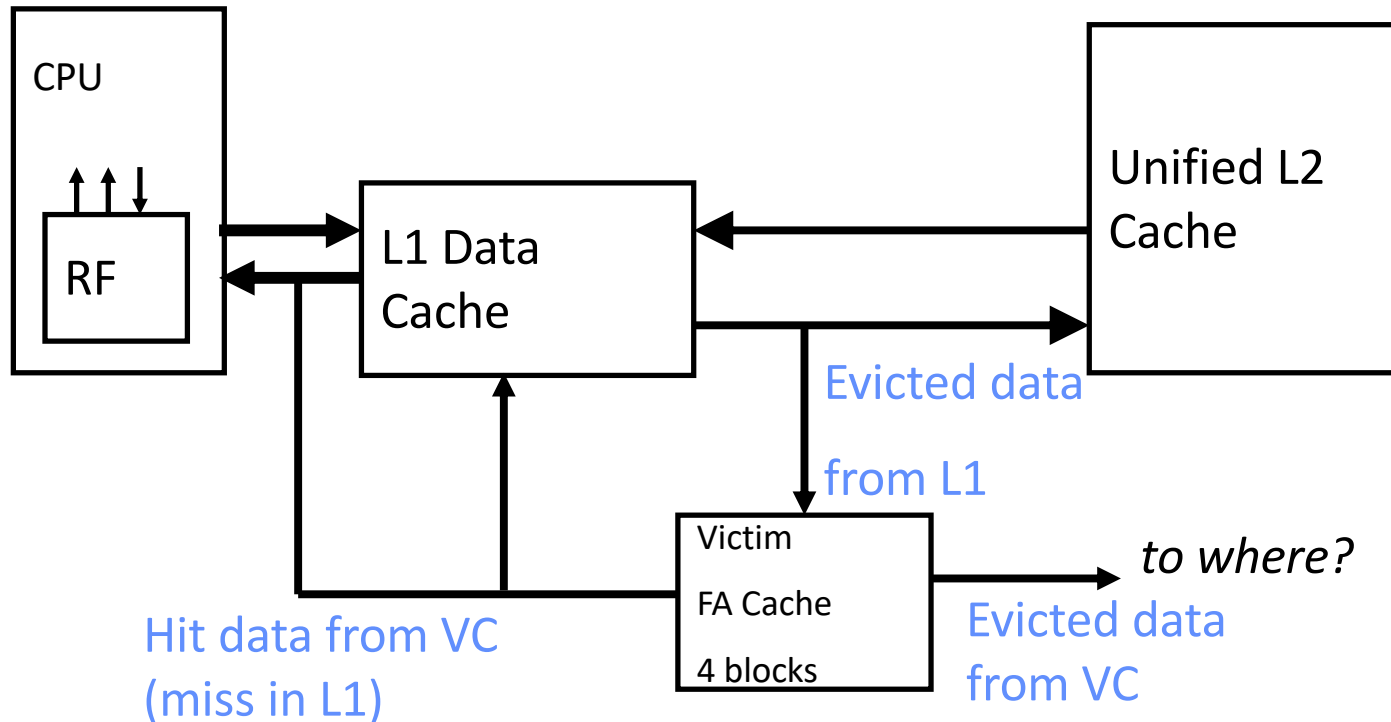 CPU
RF
L1 Data
Cache
Unified L2
Cache
Evicted data
from L1
Victim
FA Cache
4 blocks
to where?
Evicted data
from VC
Hit data from VC
(miss in L1)